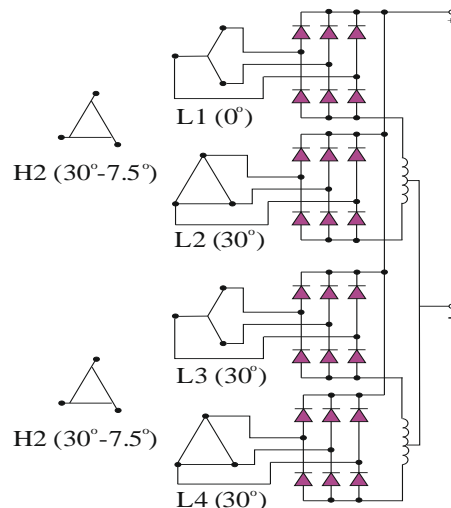 +
L1 (0°)
H2 (30°-7.5°)
L2 (30°)
-
L3 (30°)
H2 (30°-7.5°)
L4 (30°)